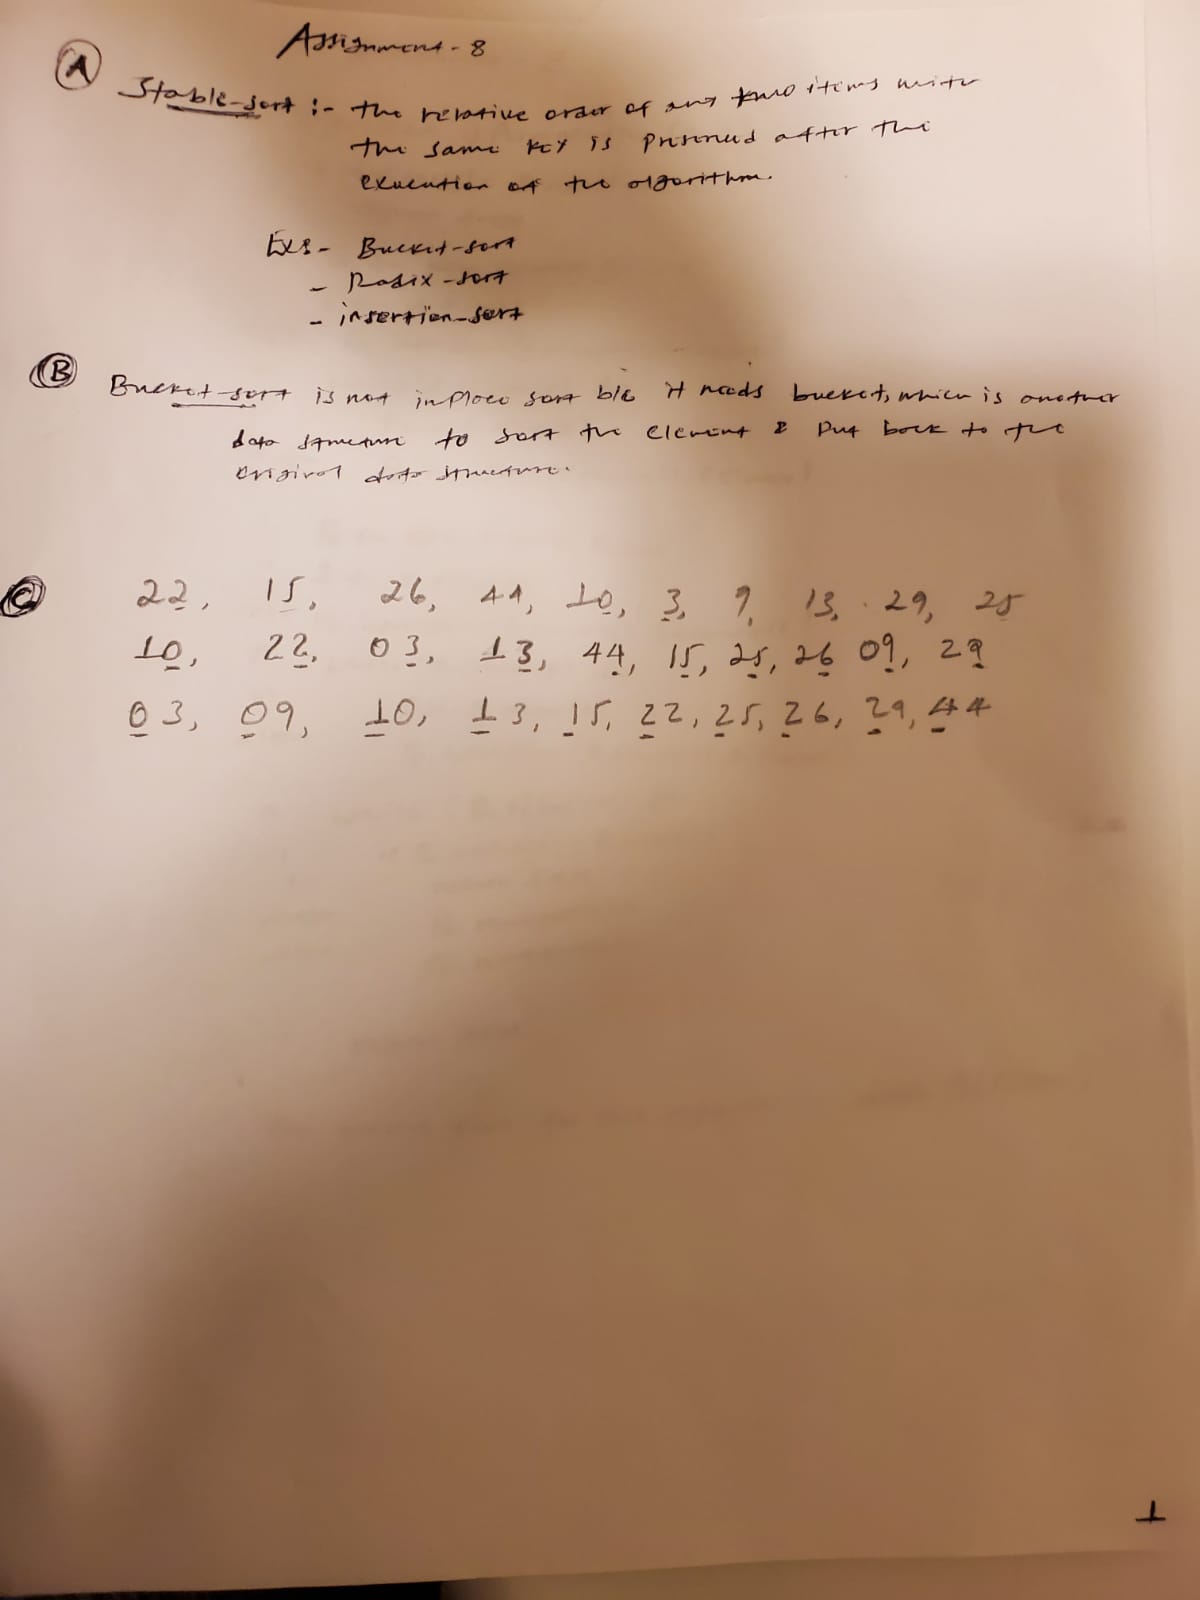 Assignment - 8
A
Stable-sort :- The relative order of any two items with
the same key is preserved after the
execution of the algorithm.
Exs - Bucket-sort
- Radix-sort
- insertion-sort
B
Bucket-sort is not inplace sort b/c it needs bucket, which is another
data structure to sort the element & put back to the
original data structure.
C
22, 15, 26, 44, 10, 3, 9, 13, 29, 25
10, 22, 03, 13, 44, 15, 25, 26 09, 29
03, 09, 10, 13, 15, 22, 25, 26, 29, 44
1